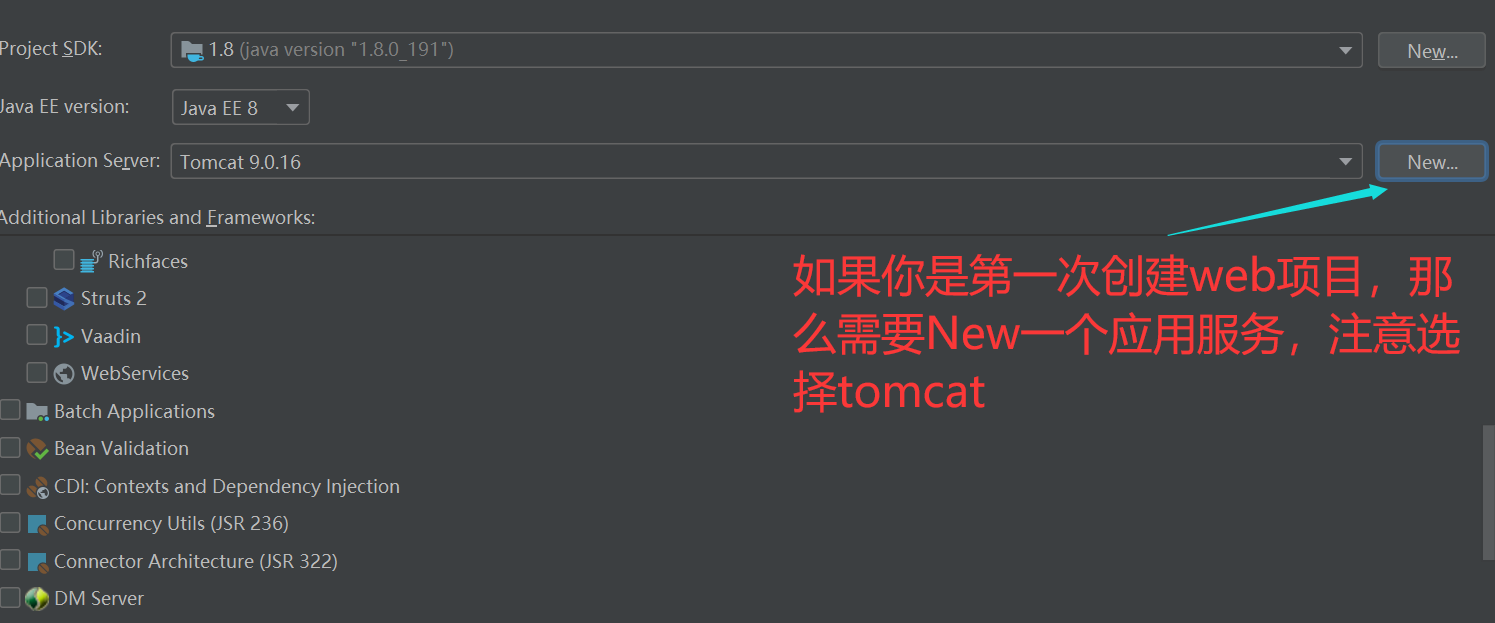 Project SDK:
1.8 (java version "1.8.0_191")
New...
Java EE version:
Java EE 8
Application Server:
Tomcat 9.0.16
New...
Additional Libraries and Frameworks:
Richfaces
Struts 2
Vaadin
WebServices
Batch Applications
Bean Validation
CDI: Contexts and Dependency Injection
Concurrency Utils (JSR 236)
Connector Architecture (JSR 322)
DM Server
如果你是第一次创建web项目，那
么需要New一个应用服务，注意选
择tomcat